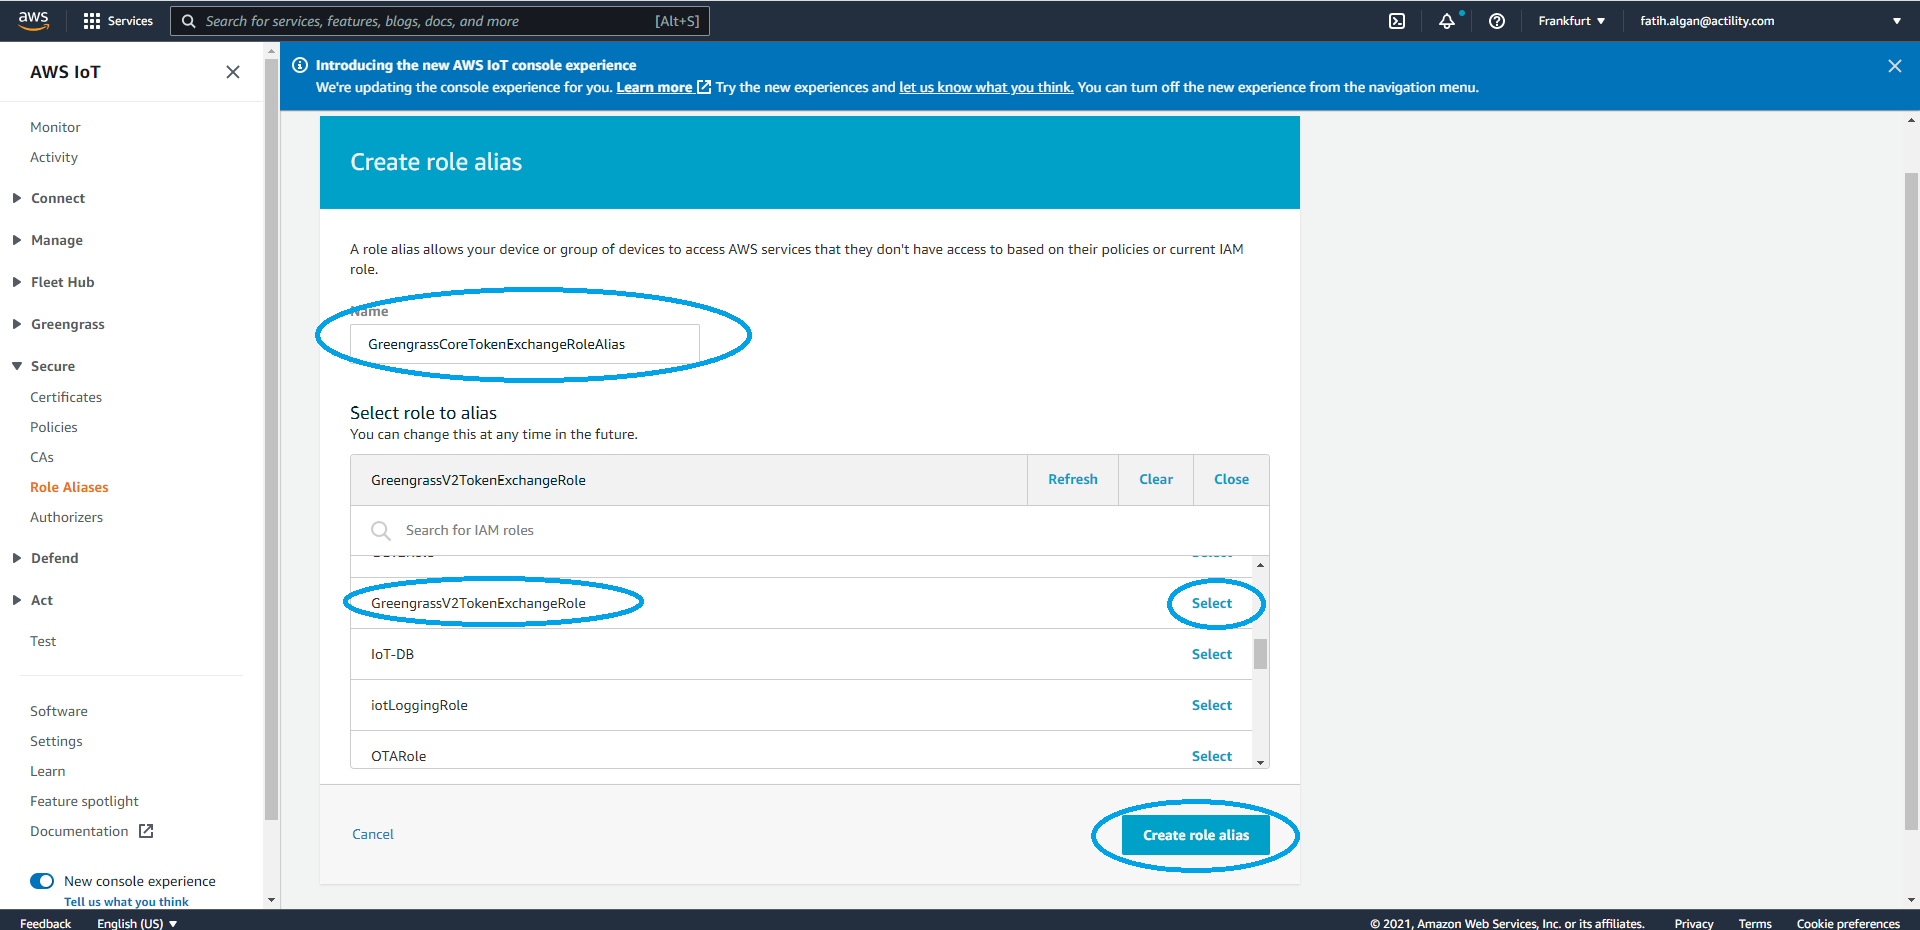 aws
Services
Search for services, features, blogs, docs, and more [Alt+S]
Frankfurt
fatih.algan@actility.com
AWS IoT
Monitor
Activity
Connect
Manage
Fleet Hub
Greengrass
Secure
Certificates
Policies
CAs
Role Aliases
Authorizers
Defend
Act
Test
Software
Settings
Learn
Feature spotlight
Documentation
New console experience
Tell us what you think
Introducing the new AWS IoT console experience
We're updating the console experience for you. Learn more Try the new experiences and let us know what you think. You can turn off the new experience from the navigation menu.
Create role alias
A role alias allows your device or group of devices to access AWS services that they don't have access to based on their policies or current IAM
role.
Name
GreengrassCoreTokenExchangeRoleAlias
Select role to alias
You can change this at any time in the future.
GreengrassV2TokenExchangeRole Refresh Clear Close
Search for IAM roles
Select
GreengrassV2TokenExchangeRole Select
IoT-DB Select
iotLoggingRole Select
OTARole Select
Cancel Create role alias
Feedback English (US) © 2021, Amazon Web Services, Inc. or its affiliates. Privacy Terms Cookie preferences